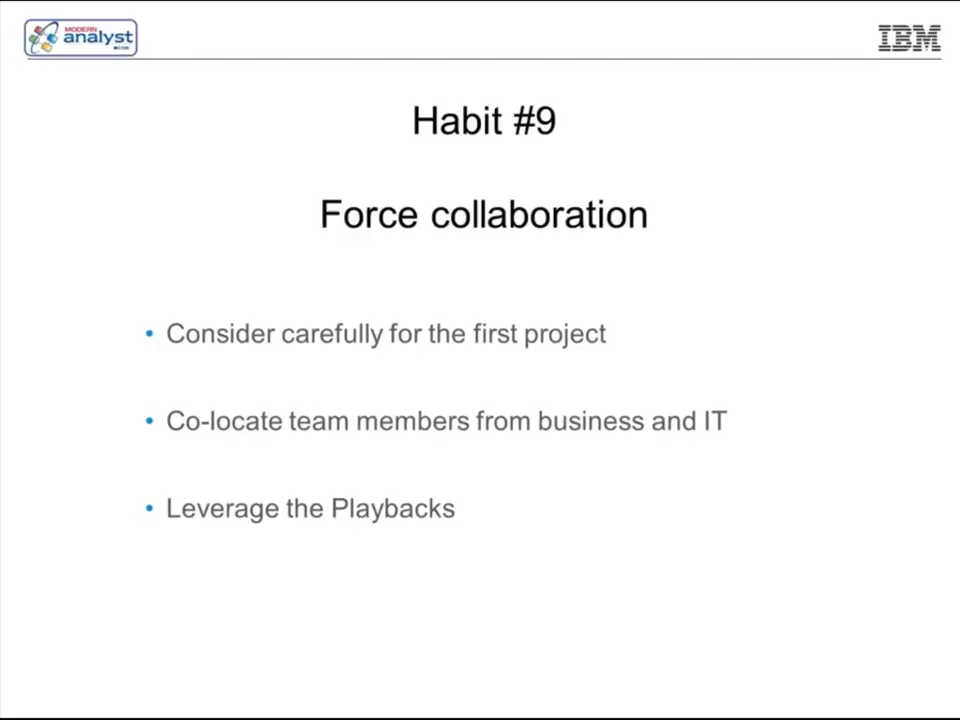 MODERN
analyst
IBM
Habit #9
Force collaboration
• Consider carefully for the first project
• Co-locate team members from business and IT
• Leverage the Playbacks